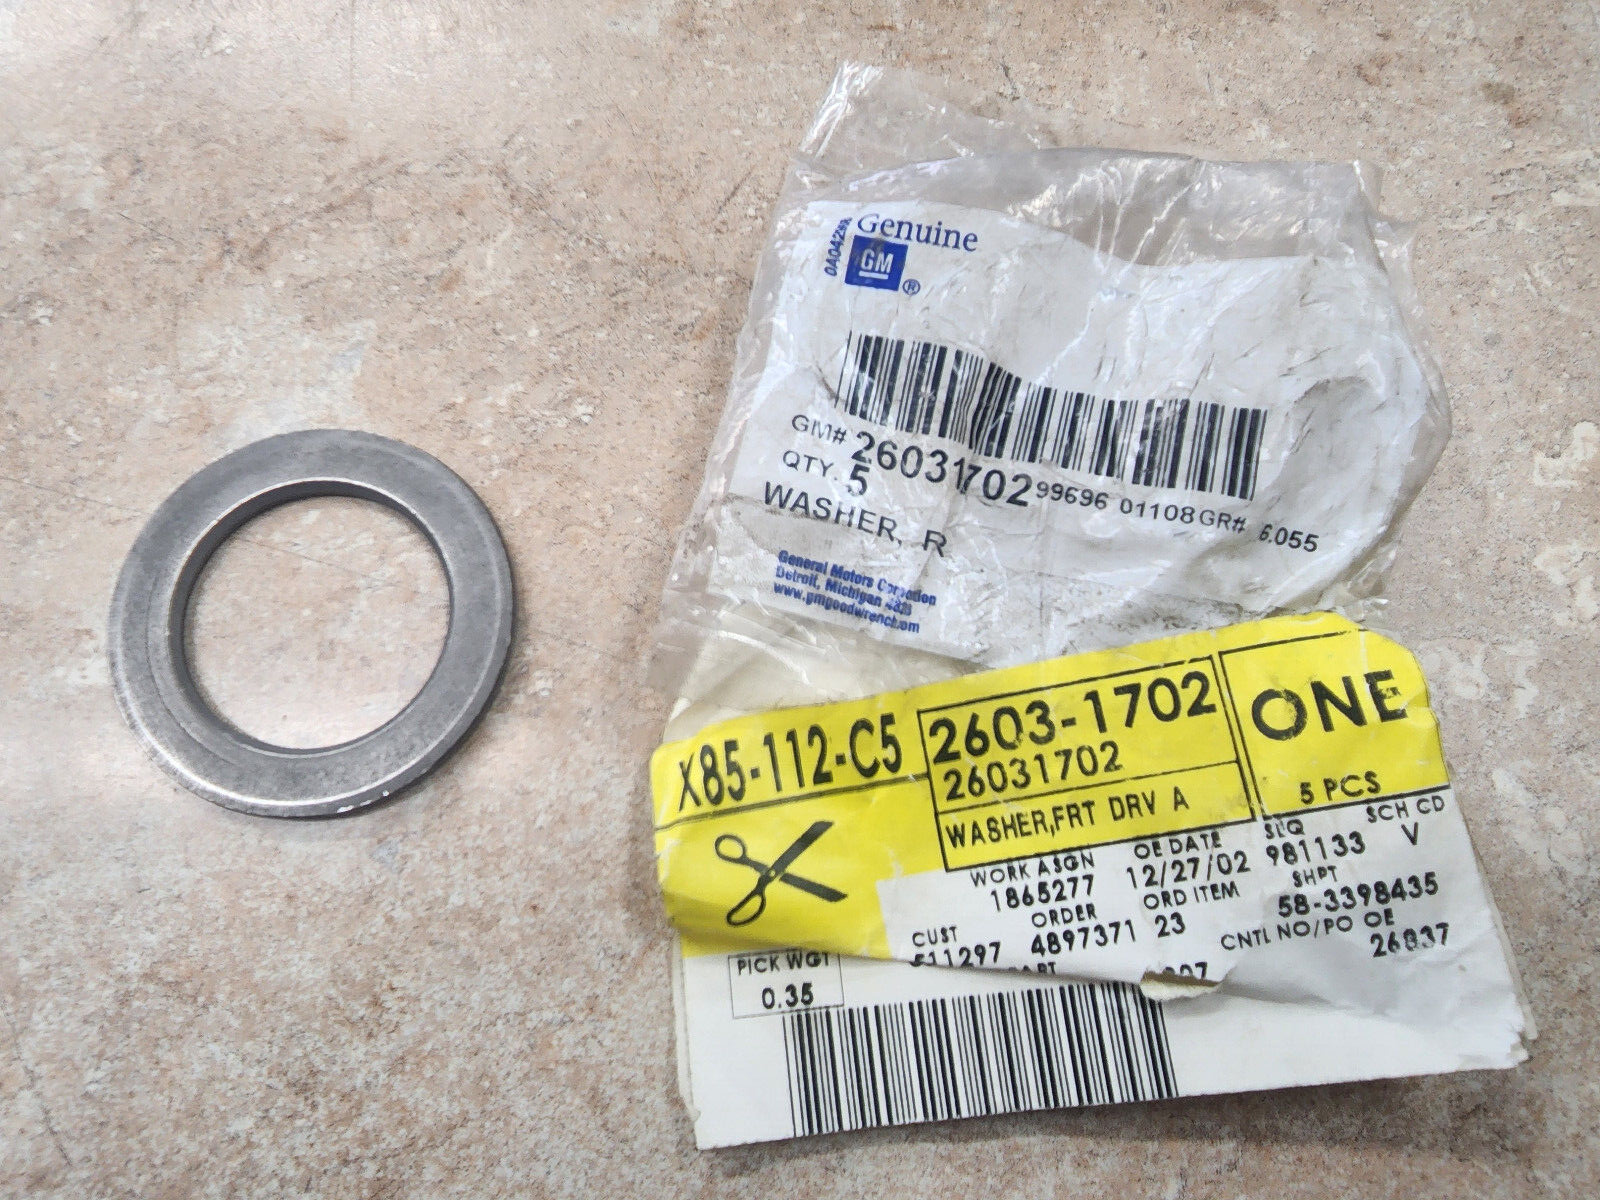 0A0428R
Genuine
GM
®
GM# 26031702 99696 01108 GR# 6.055
QTY. 5
WASHER, R
General Motors Corporation
Detroit, Michigan
www.gmgoodwrench.com
X85-112-C5
2603-1702
26031702
WASHER,FRT DRV A
ONE
5 PCS
WORK ASGN OE DATE SEQ SCH CD
1865277 12/27/02 981133 V
ORDER ORD ITEM SHPT
CUST 4897371 23 58-3398435
511297 CNTL NO/PO OE
26837
PICK WGT
0.35